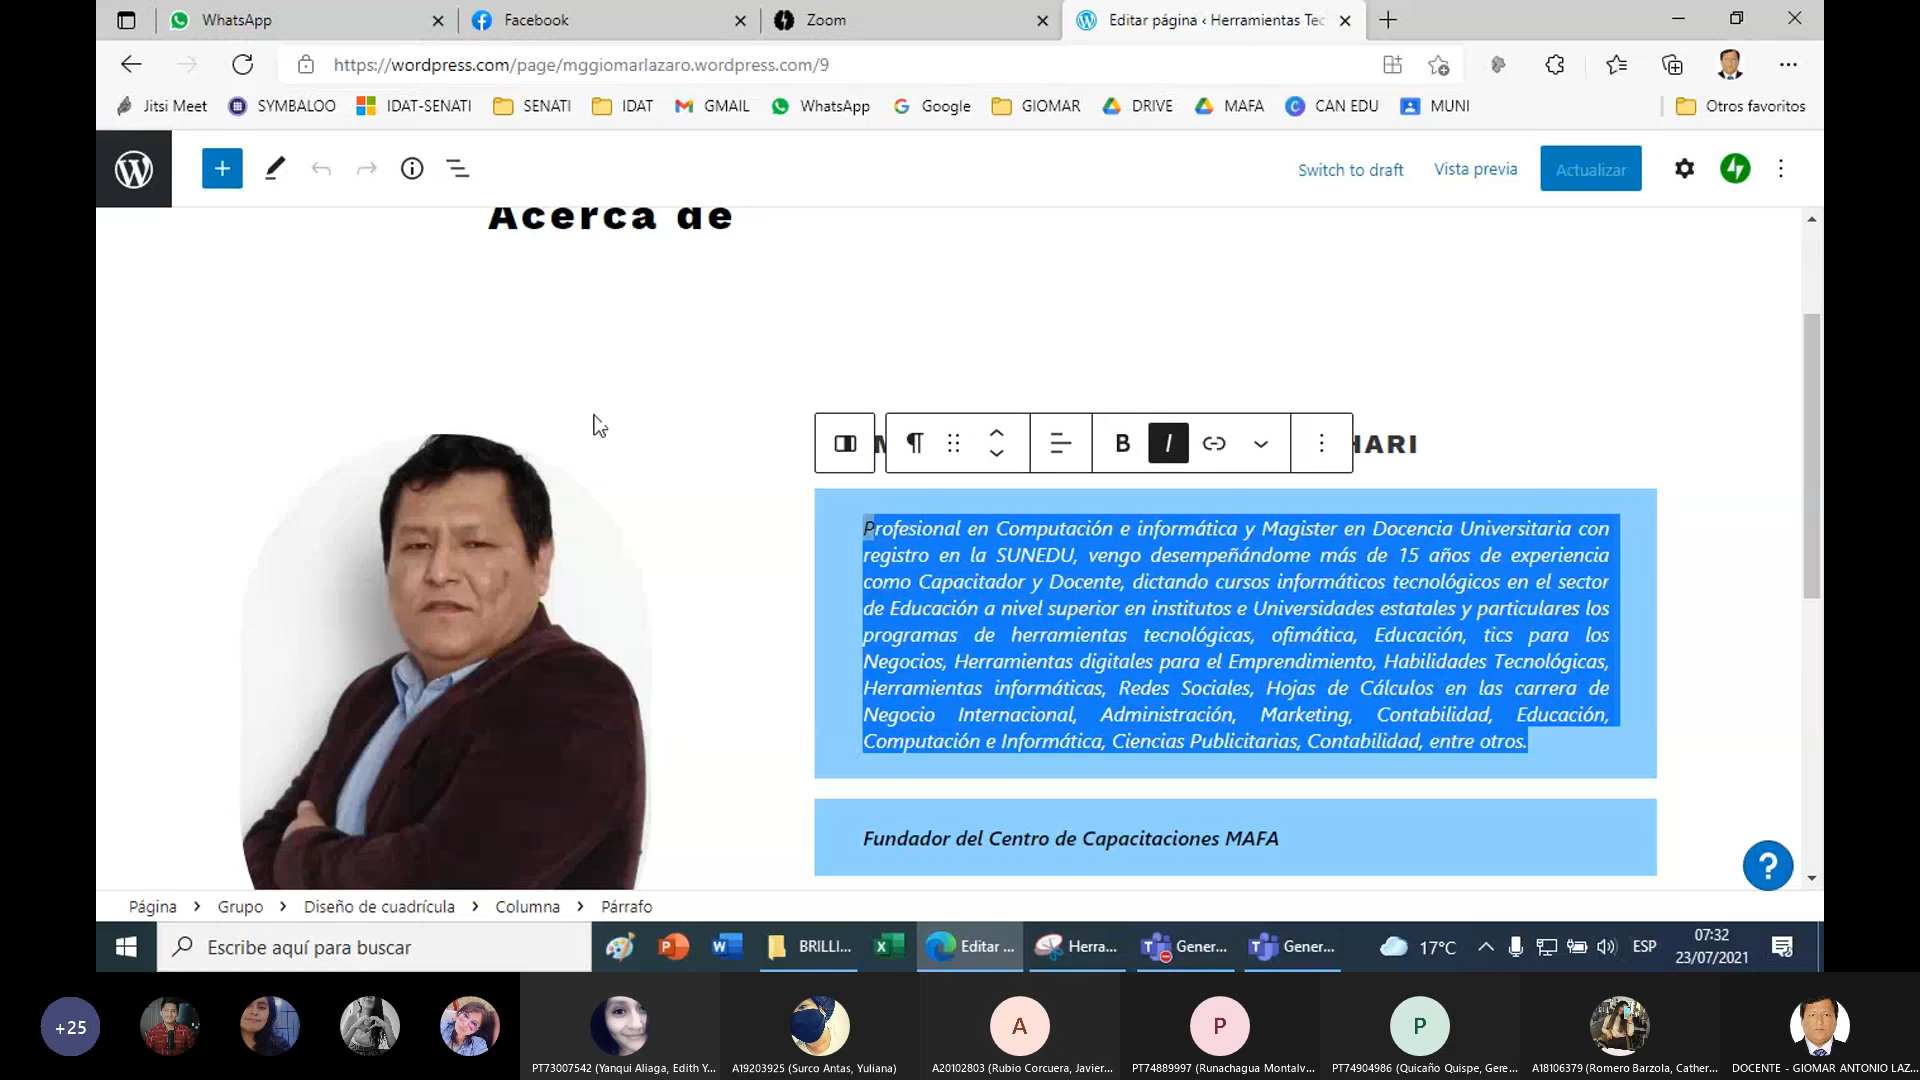 WhatsApp
Facebook
Zoom
Editar página ‹ Herramientas Tec
https://wordpress.com/page/mggiomarlazaro.wordpress.com/9
Jitsi Meet
SYMBALOO
IDAT-SENATI
SENATI
IDAT
GMAIL
WhatsApp
Google
GIOMAR
DRIVE
MAFA
CAN EDU
MUNI
Otros favoritos
Switch to draft
Vista previa
Actualizar
Acerca de
HARI
Profesional en Computación e informática y Magister en Docencia Universitaria con
registro en la SUNEDU, vengo desempeñándome más de 15 años de experiencia
como Capacitador y Docente, dictando cursos informáticos tecnológicos en el sector
de Educación a nivel superior en institutos e Universidades estatales y particulares los
programas de herramientas tecnológicas, ofimática, Educación, tics para los
Negocios, Herramientas digitales para el Emprendimiento, Habilidades Tecnológicas,
Herramientas informáticas, Redes Sociales, Hojas de Cálculos en las carrera de
Negocio Internacional, Administración, Marketing, Contabilidad, Educación,
Computación e Informática, Ciencias Publicitarias, Contabilidad, entre otros.
Fundador del Centro de Capacitaciones MAFA
Página > Grupo > Diseño de cuadrícula > Columna > Párrafo
Escribe aquí para buscar
BRILLI...
Editar ...
Herra...
Gener...
Gener...
17°C
ESP
07:32
23/07/2021
+25
A
P
P
PT73007542 (Yanqui Aliaga, Edith Y...
A19203925 (Surco Antas, Yuliana)
A20102803 (Rubio Corcuera, Javier...
PT74889997 (Runachagua Montalv...
PT74904986 (Quicaño Quispe, Gere...
A18106379 (Romero Barzola, Cather...
DOCENTE - GIOMAR ANTONIO LAZ...